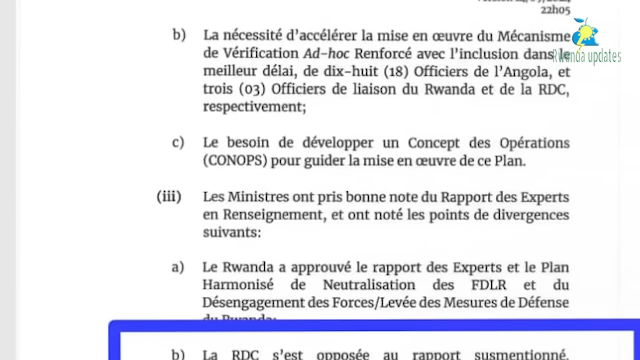 22h05
Rwanda updates
b) La nécessité d'accélérer la mise en œuvre du Mécanisme
de Vérification Ad-hoc Renforcé avec l'inclusion dans le
meilleur délai, de dix-huit (18) Officiers de l'Angola, et
trois (03) Officiers de liaison du Rwanda et de la RDC,
respectivement;
c) Le besoin de développer un Concept des Opérations
(CONOPS) pour guider la mise en œuvre de ce Plan.
(iii) Les Ministres ont pris bonne note du Rapport des Experts
en Renseignement, et ont noté les points de divergences
suivants:
a) Le Rwanda a approuvé le rapport des Experts et le Plan
Harmonisé de Neutralisation des FDLR et du
Désengagement des Forces/Levée des Mesures de Défense
du Rwanda;
b) La RDC s'est opposée au rapport susmentionné,